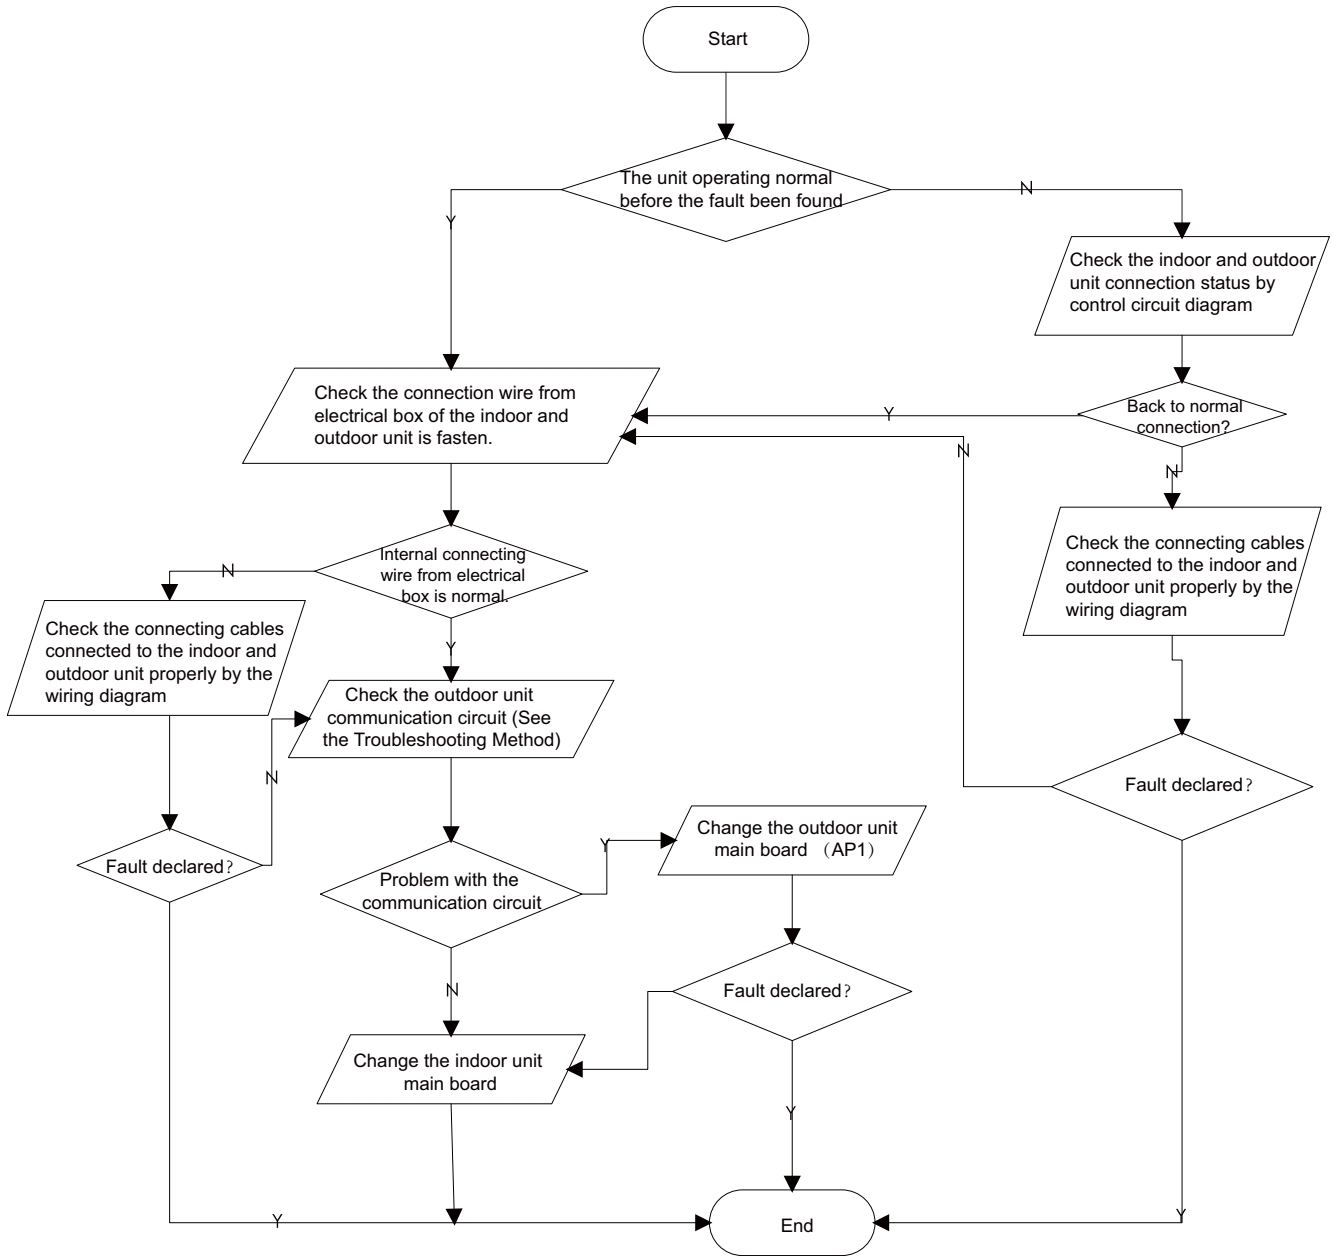 Start
The unit operating normal
before the fault been found
N
Y
Check the indoor and outdoor
unit connection status by
control circuit diagram
Check the connection wire from
electrical box of the indoor and
outdoor unit is fasten.
Y
Back to normal
connection?
N
N
Check the connecting cables
connected to the indoor and
outdoor unit properly by the
wiring diagram
Internal connecting
wire from electrical
box is normal.
N
Y
Check the connecting cables
connected to the indoor and
outdoor unit properly by the
wiring diagram
Check the outdoor unit
communication circuit (See
the Troubleshooting Method)
N
Fault declared?
Change the outdoor unit
main board （AP1）
Y
Fault declared?
Problem with the
communication circuit
N
Fault declared?
Change the indoor unit
main board
Y
Y
End
Y